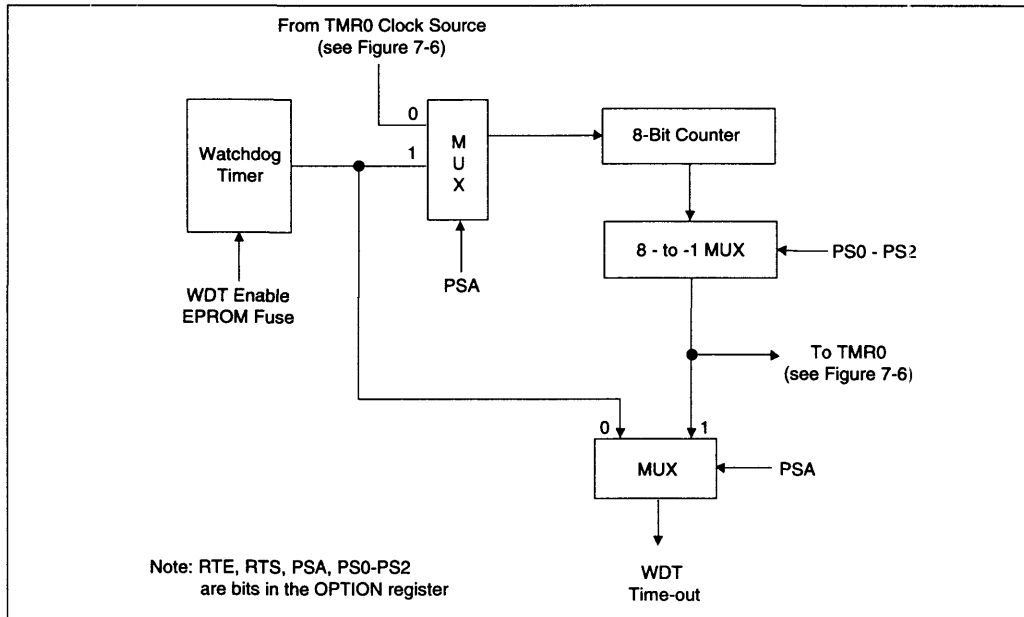 From TMR0 Clock Source
(see Figure 7-6)
0
1
Watchdog
Timer
M
U
X
8-Bit Counter
8 - to -1 MUX
PS0 - PS2
PSA
WDT Enable
EPROM Fuse
To TMR0
(see Figure 7-6)
0
1
MUX
PSA
WDT
Time-out
Note: RTE, RTS, PSA, PS0-PS2
are bits in the OPTION register